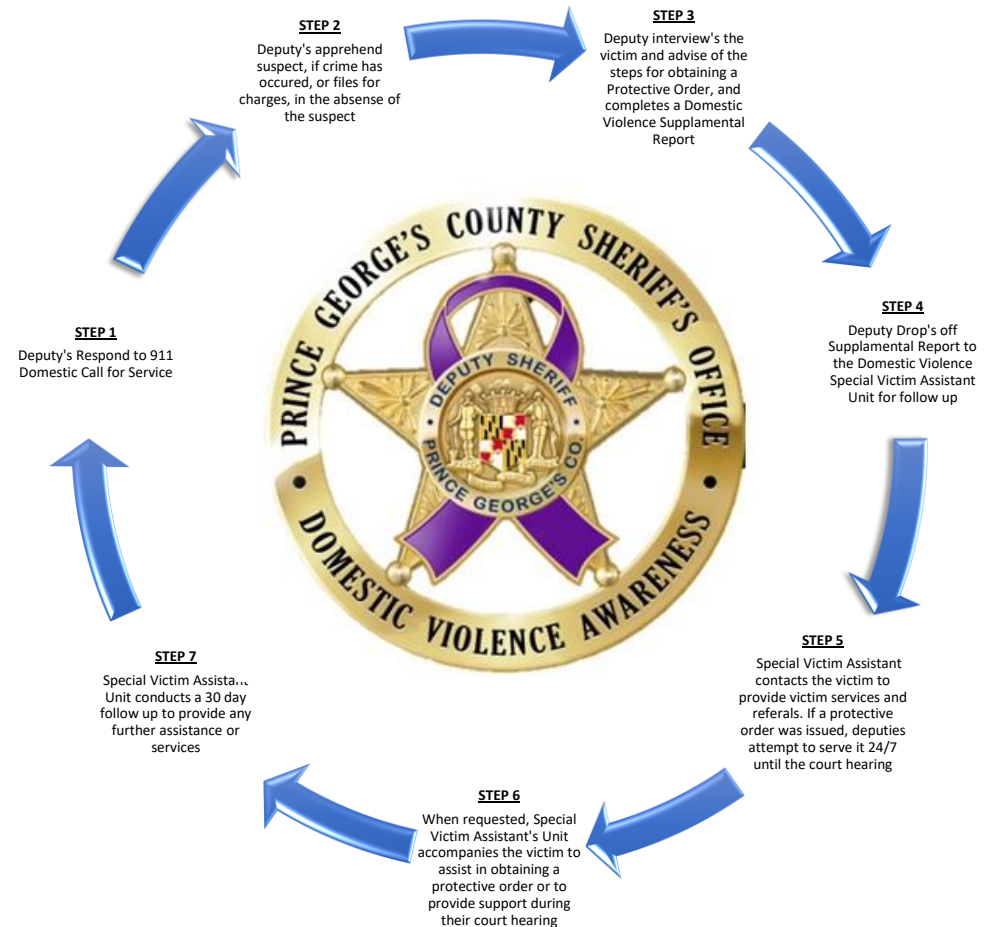 STEP 1
Deputy's Respond to 911
Domestic Call for Service
STEP 2
Deputy's apprehend
suspect, if crime has
occured, or files for
charges, in the absense of
the suspect
STEP 3
Deputy interview's the
victim and advise of the
steps for obtaining a
Protective Order, and
completes a Domestic
Violence Supplamental
Report
STEP 4
Deputy Drop's off
Supplamental Report to
the Domestic Violence
Special Victim Assistant
Unit for follow up
STEP 5
Special Victim Assistant
contacts the victim to
provide victim services and
referrals. If a protective
order was issued, deputies
attempt to serve it 24/7
until the court hearing
STEP 6
When requested, Special
Victim Assistant's Unit
accompanies the victim to
assist in obtaining a
protective order or to
provide support during
their court hearing
STEP 7
Special Victim
Unit conducts a 30 day
follow up to provide any
further assistance or
services
PRINCE GEORGE'S COUNTY SHERIFF'S OFFICE
• DOMESTIC VIOLENCE AWARENESS •
DEPUTY SHERIFF
• PRINCE GEORGE'S CO. •